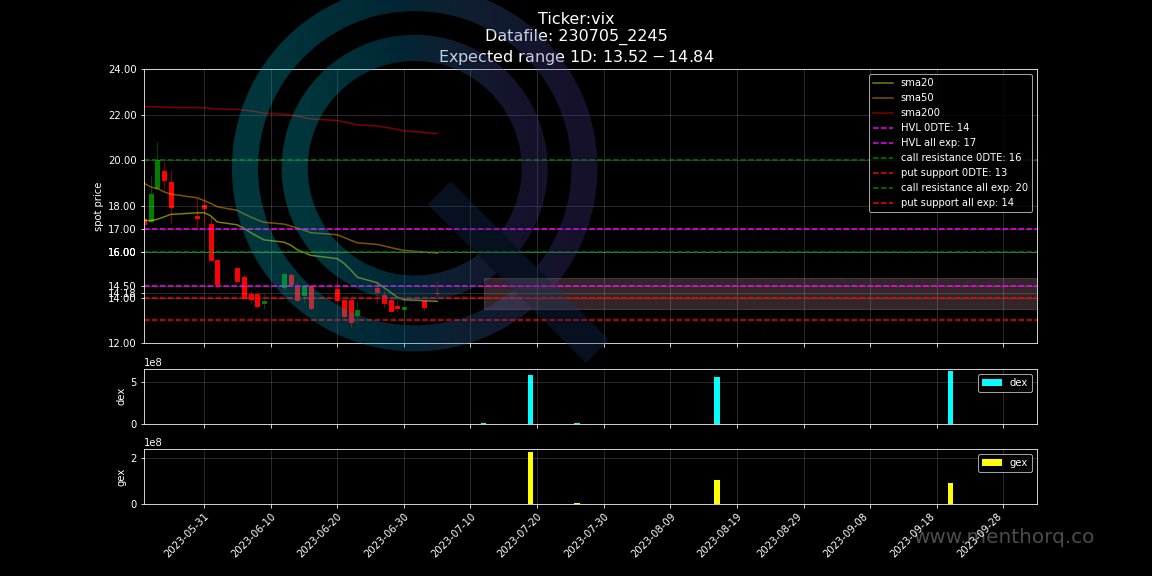 Ticker:vix
Datafile: 230705_2245
Expected range 1D: 13.52 − 14.84
24.00
22.00
20.00
18.00
17.00
16.00
14.50
14.00
12.00
spot price
sma20
sma50
sma200
HVL 0DTE: 14
HVL all exp: 17
call resistance 0DTE: 16
put support 0DTE: 13
call resistance all exp: 20
put support all exp: 14
1e8
5
0
dex
dex
1e8
2
0
gex
gex
2023-05-31
2023-06-10
2023-06-20
2023-06-30
2023-07-10
2023-07-20
2023-07-30
2023-08-09
2023-08-19
2023-08-29
2023-09-08
2023-09-18
2023-09-28
www.menthorq.co